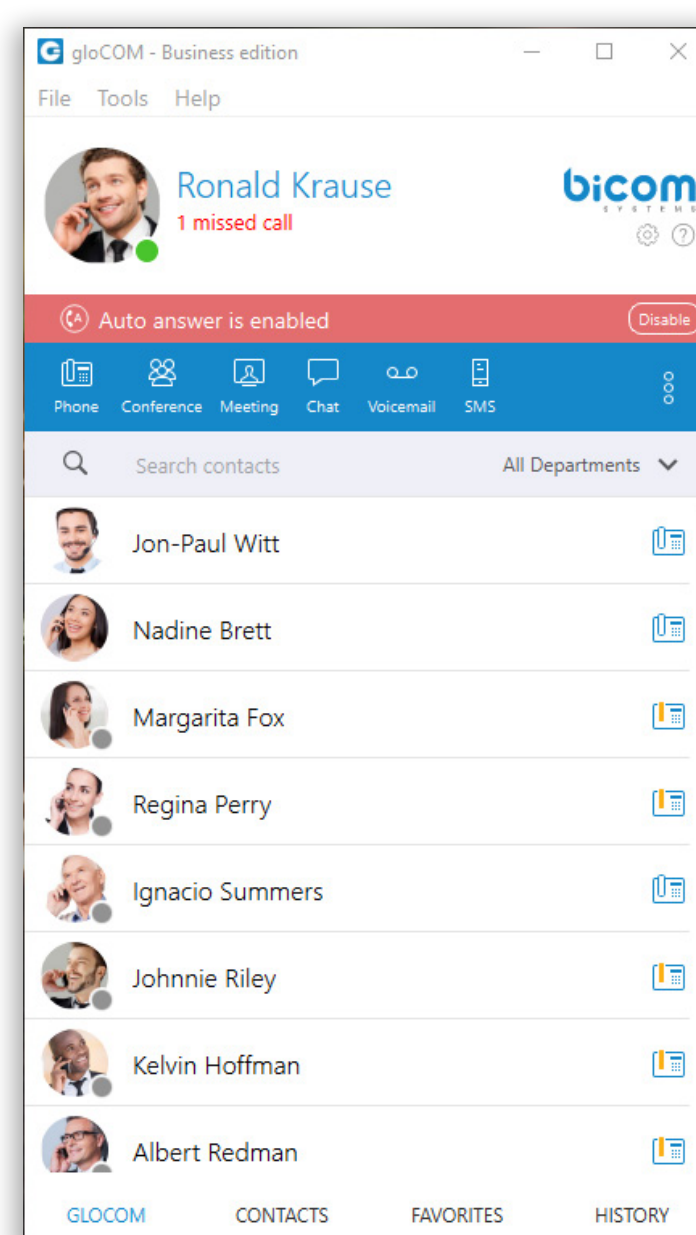 gloCOM - Business edition
File Tools Help
Ronald Krause
1 missed call
bicom
SYSTEMS
Auto answer is enabled
Disable
Phone Conference Meeting Chat Voicemail SMS
Search contacts All Departments
Jon-Paul Witt
Nadine Brett
Margarita Fox
Regina Perry
Ignacio Summers
Johnnie Riley
Kelvin Hoffman
Albert Redman
GLOCOM CONTACTS FAVORITES HISTORY